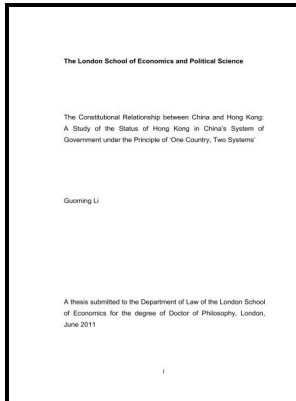 The London School of Economics and Political Science
The Constitutional Relationship between China and Hong Kong:
A Study of the Status of Hong Kong in China's System of
Government under the Principle of 'One Country, Two Systems'
Guoming Li
A thesis submitted to the Department of Law of the London School
of Economics for the degree of Doctor of Philosophy, London,
June 2011
1